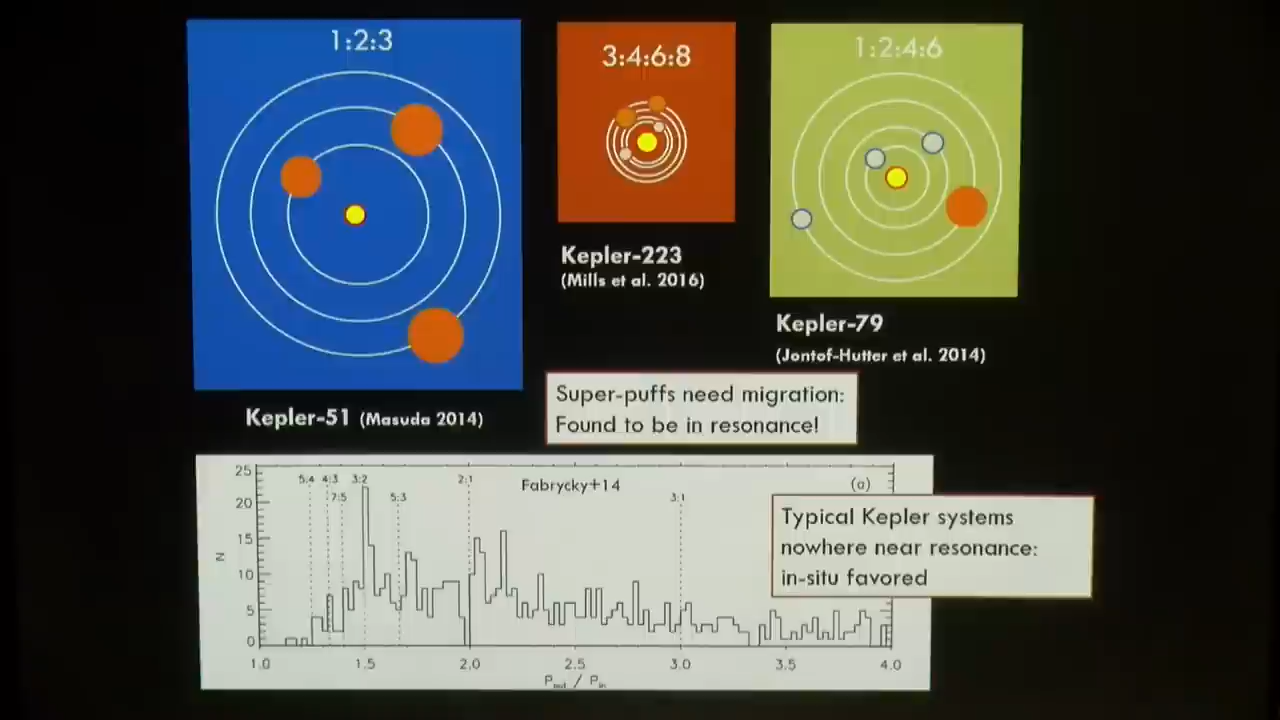 1:2:3
3:4:6:8
1:2:4:6
Kepler-223
(Mills et al. 2016)
Kepler-79
(Jontof-Hutter et al. 2014)
Kepler-51 (Masuda 2014)
Super-puffs need migration:
Found to be in resonance!
25
20
15
10
5
0
N
5:4 4:3 3:2
7:5
5:3
2:1
3:1
Fabrycky+14
(a)
Typical Kepler systems
nowhere near resonance:
in-situ favored
1.0 1.5 2.0 2.5 3.0 3.5 4.0
P_out / P_in